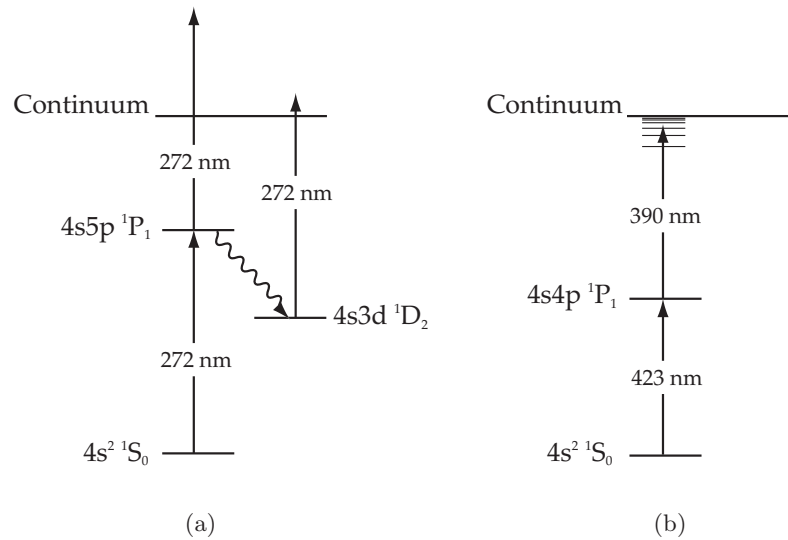 Continuum
272 nm
272 nm
4s5p ¹P₁
4s3d ¹D₂
272 nm
4s² ¹S₀
(a)
Continuum
390 nm
4s4p ¹P₁
423 nm
4s² ¹S₀
(b)